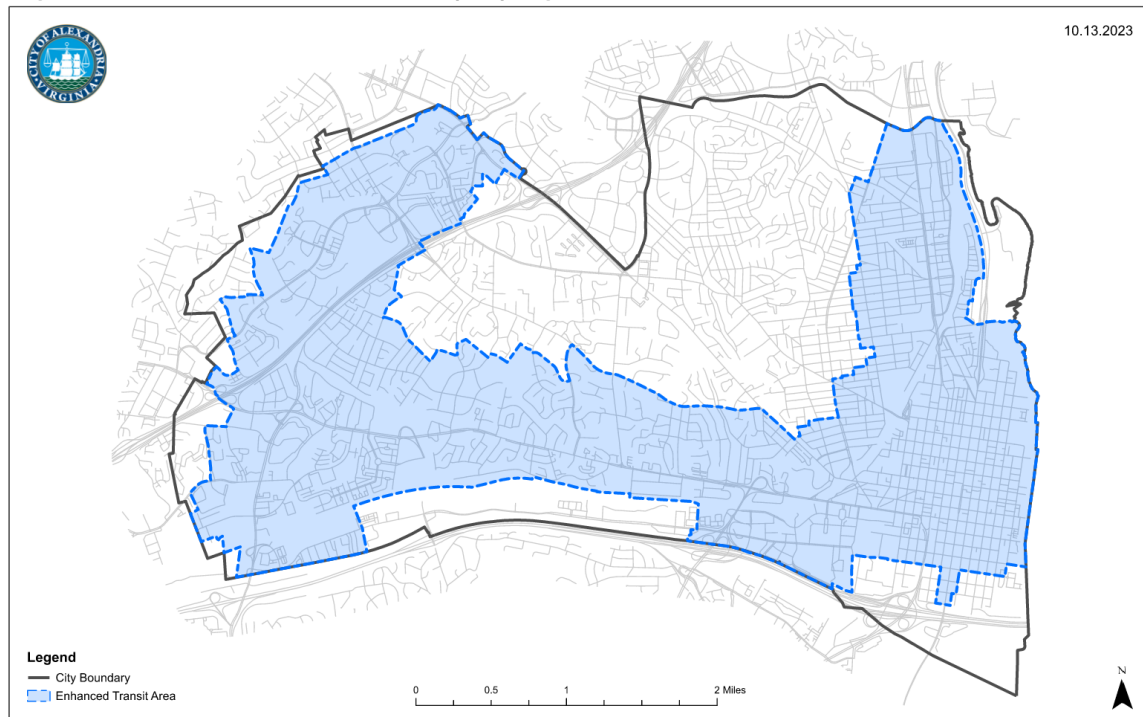 10.13.2023
CITY OF ALEXANDRIA
VIRGINIA
Legend
City Boundary
Enhanced Transit Area
0 0.5 1 2 Miles
N